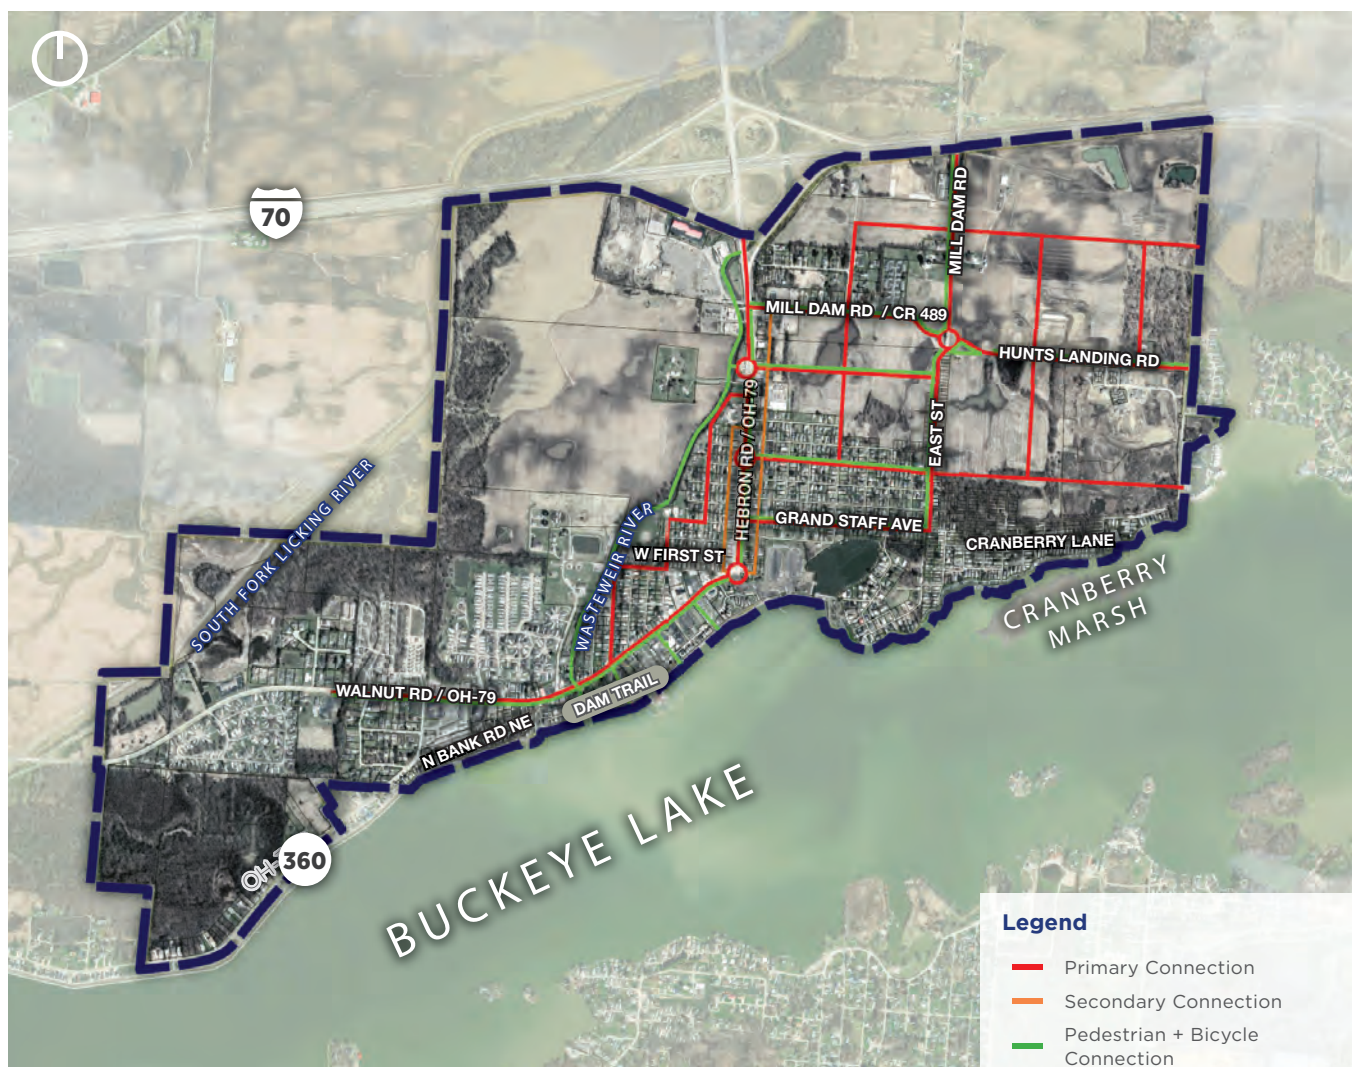 70
MILL DAM RD
MILL DAM RD / CR 489
HUNTS LANDING RD
HEBRON RD / OH-79
EAST ST
SOUTH FORK LICKING RIVER
WASTEWEIR RIVER
GRAND STAFF AVE
W FIRST ST
CRANBERRY LANE
CRANBERRY
MARSH
WALNUT RD / OH-79
DAM TRAIL
N BANK RD NE
BUCKEYE LAKE
OH-
360
Legend
Primary Connection
Secondary Connection
Pedestrian + Bicycle
Connection